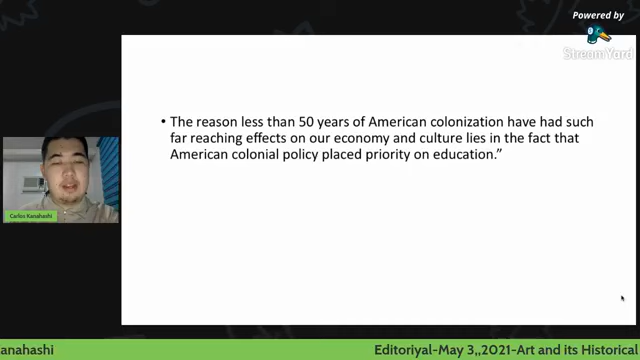 Powered by
StreamYard
• The reason less than 50 years of American colonization have had such
far reaching effects on our economy and culture lies in the fact that
American colonial policy placed priority on education.”
Carlos Kanahashi
anahashi
Editoriyal-May 3,,2021-Art and its Historical